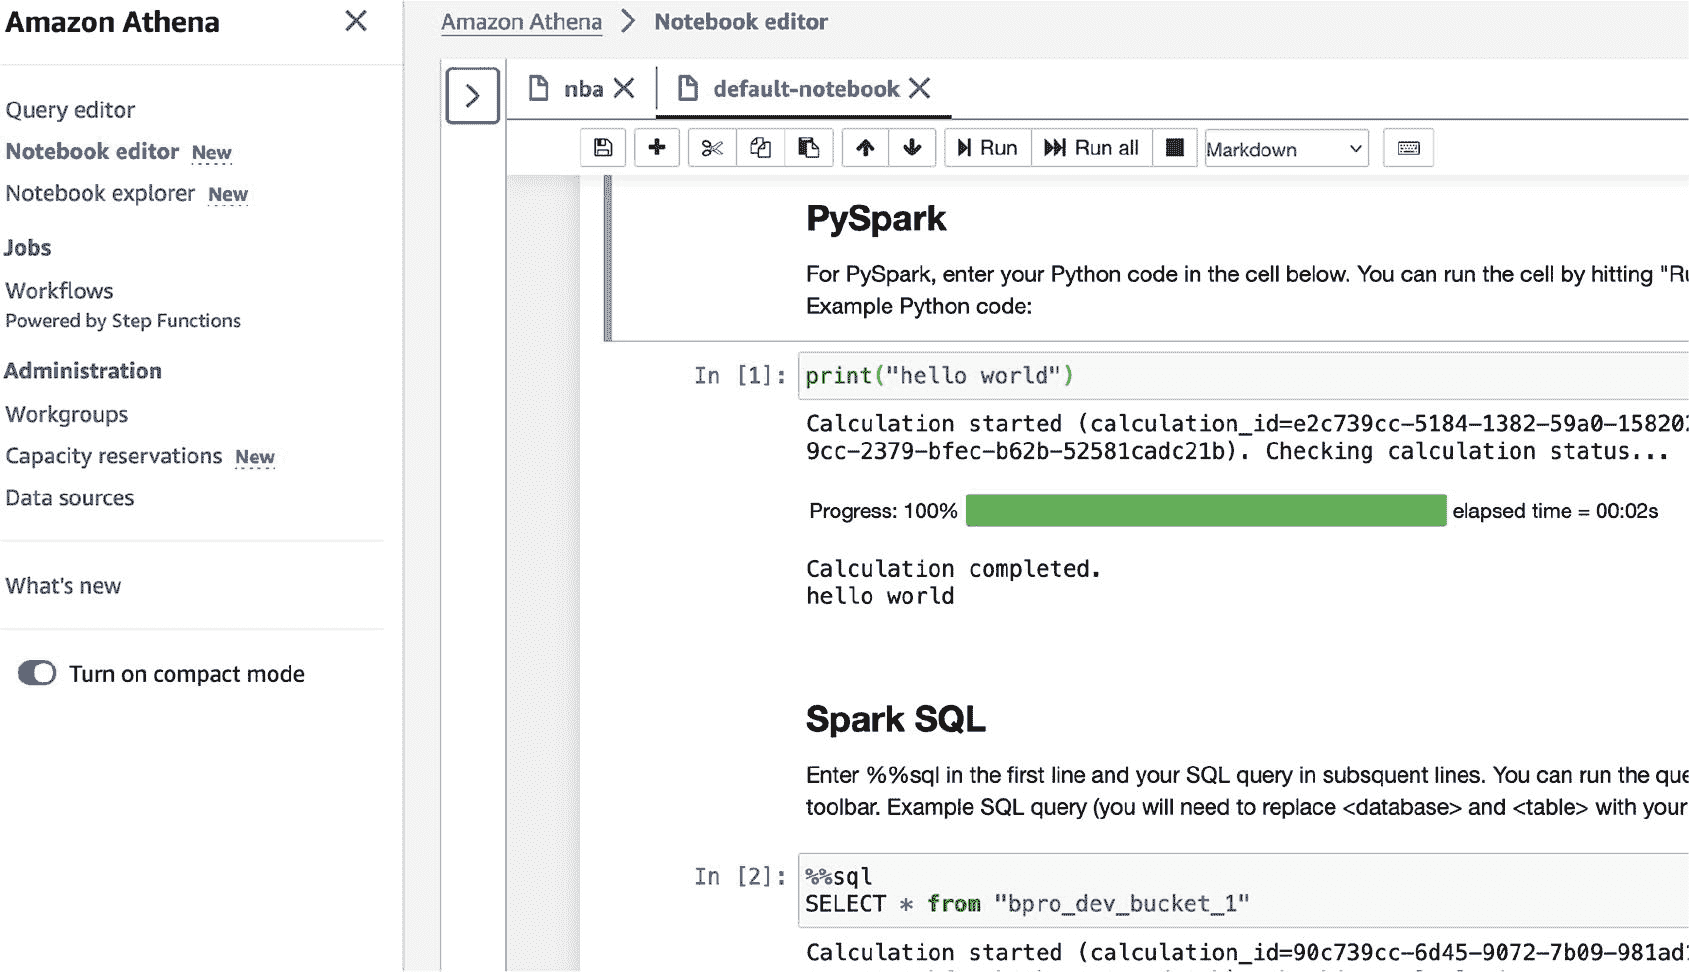 Amazon Athena
Query editor
Notebook editor New
Notebook explorer New
Jobs
Workflows
Powered by Step Functions
Administration
Workgroups
Capacity reservations New
Data sources
What's new
Turn on compact mode
Amazon Athena > Notebook editor
nba default-notebook
Run Run all Markdown
PySpark
For PySpark, enter your Python code in the cell below. You can run the cell by hitting "Ru
Example Python code:
In [1]: print("hello world")
Calculation started (calculation_id=e2c739cc-5184-1382-59a0-158202
9cc-2379-bfec-b62b-52581cadc21b). Checking calculation status...
Progress: 100% elapsed time = 00:02s
Calculation completed.
hello world
Spark SQL
Enter %%sql in the first line and your SQL query in subsquent lines. You can run the que
toolbar. Example SQL query (you will need to replace <database> and <table> with your
In [2]: %%sql
SELECT * from "bpro_dev_bucket_1"
Calculation started (calculation_id=90c739cc-6d45-9072-7b09-981ad1